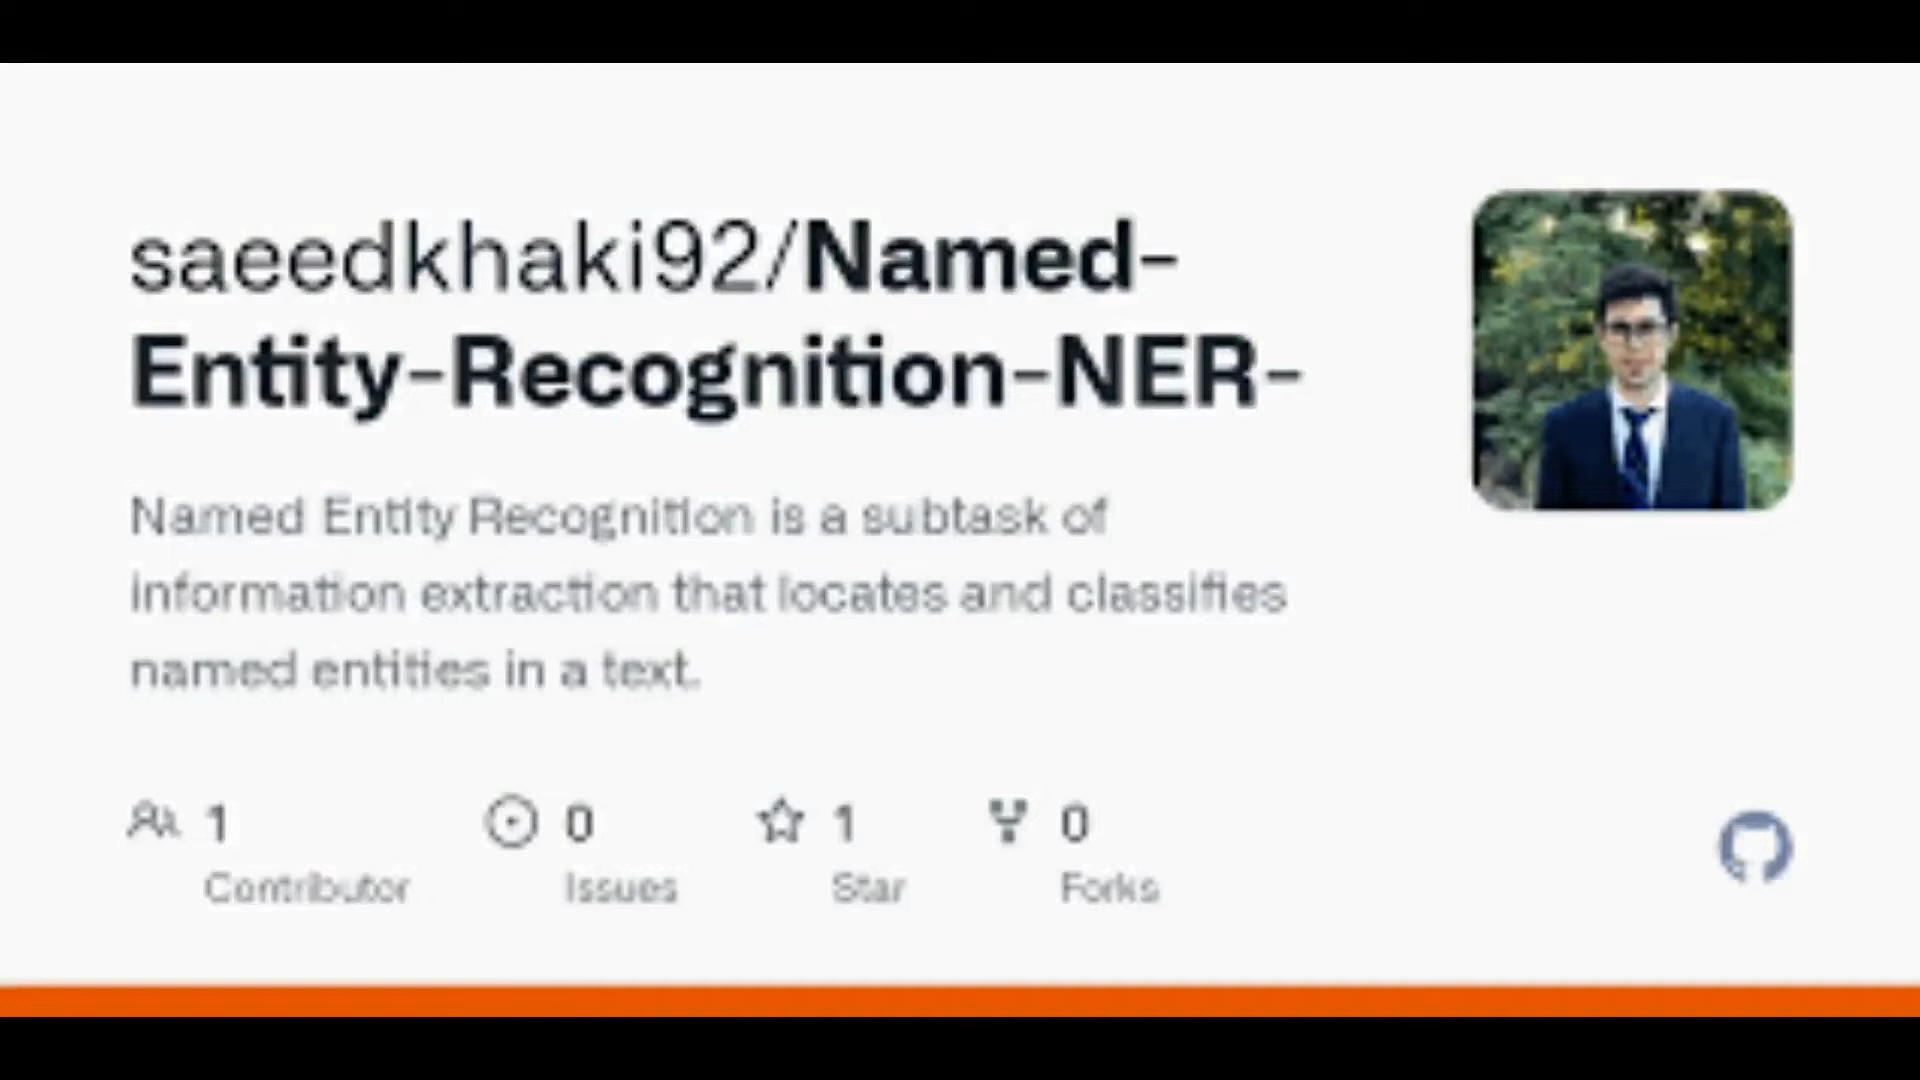 saeedkhaki92/Named-
Entity-Recognition-NER-
Named Entity Recognition is a subtask of
information extraction that locates and classifies
named entities in a text.
1 0 1 0
Contributor Issues Star Forks